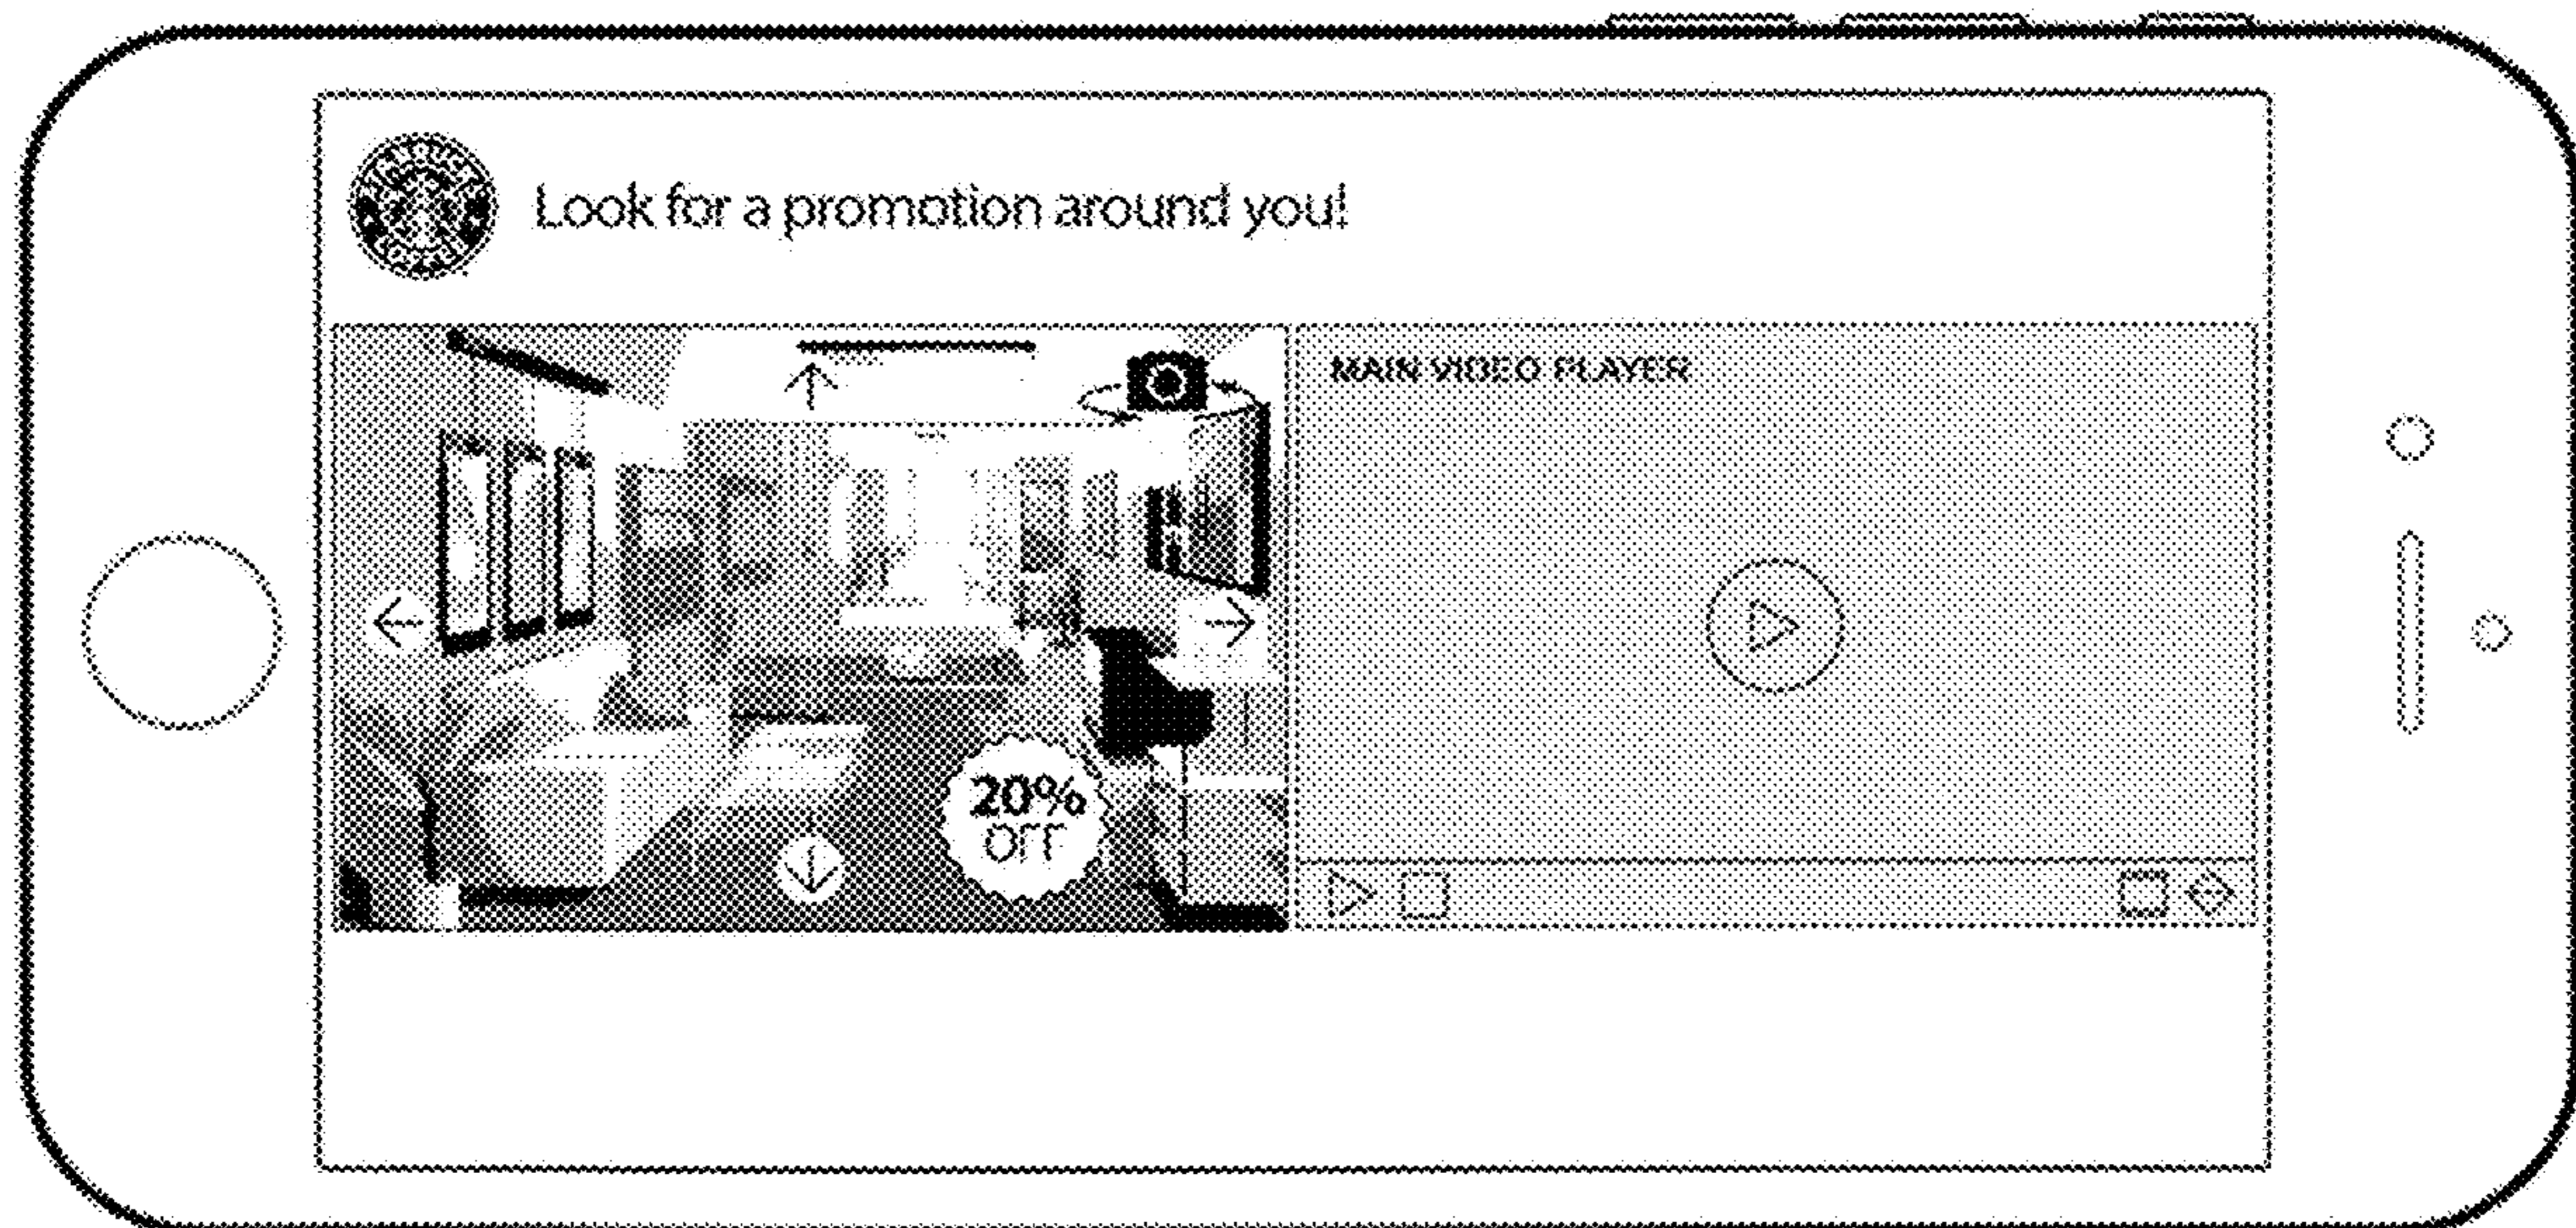 Look for a promotion around you!
MAIN VIDEO PLAYER
20%
OFF